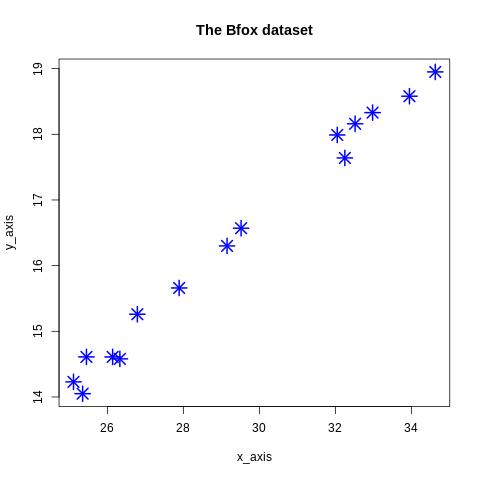 The Bfox dataset
19
18
17
16
15
14
y_axis
26 28 30 32 34
x_axis